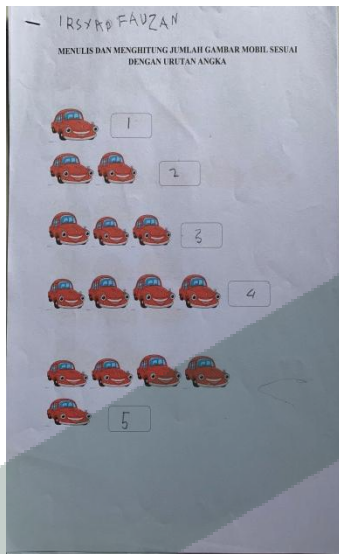 IRSYAD FAUZAN
MENULIS DAN MENGHITUNG JUMLAH GAMBAR MOBIL SESUAI
DENGAN URUTAN ANGKA
1
2
3
4
5